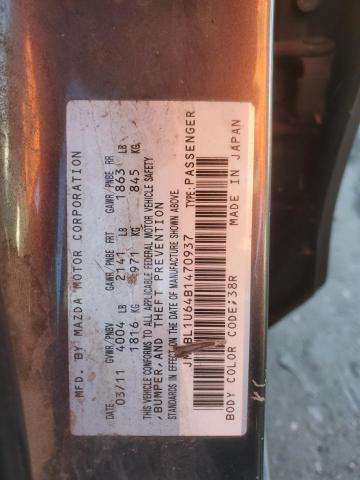 MFD. BY MAZDA MOTOR CORPORATION
GVWR/PNBV GAWR/PNBE FRT GAWR/PNBE RR
03/11 4004 LB 2141 LB 1863 LB
1816 KG 971 KG 845 KG
THIS VEHICLE CONFORMS TO ALL APPLICABLE FEDERAL MOTOR VEHICLE SAFETY
, BUMPER, AND THEFT PREVENTION
STANDARDS IN EFFECT ON THE DATE OF MANUFACTURE SHOWN ABOVE.
BL1U64B1470937 TYPE:PASSENGER
BODY COLOR CODE;38R MADE IN JAPAN